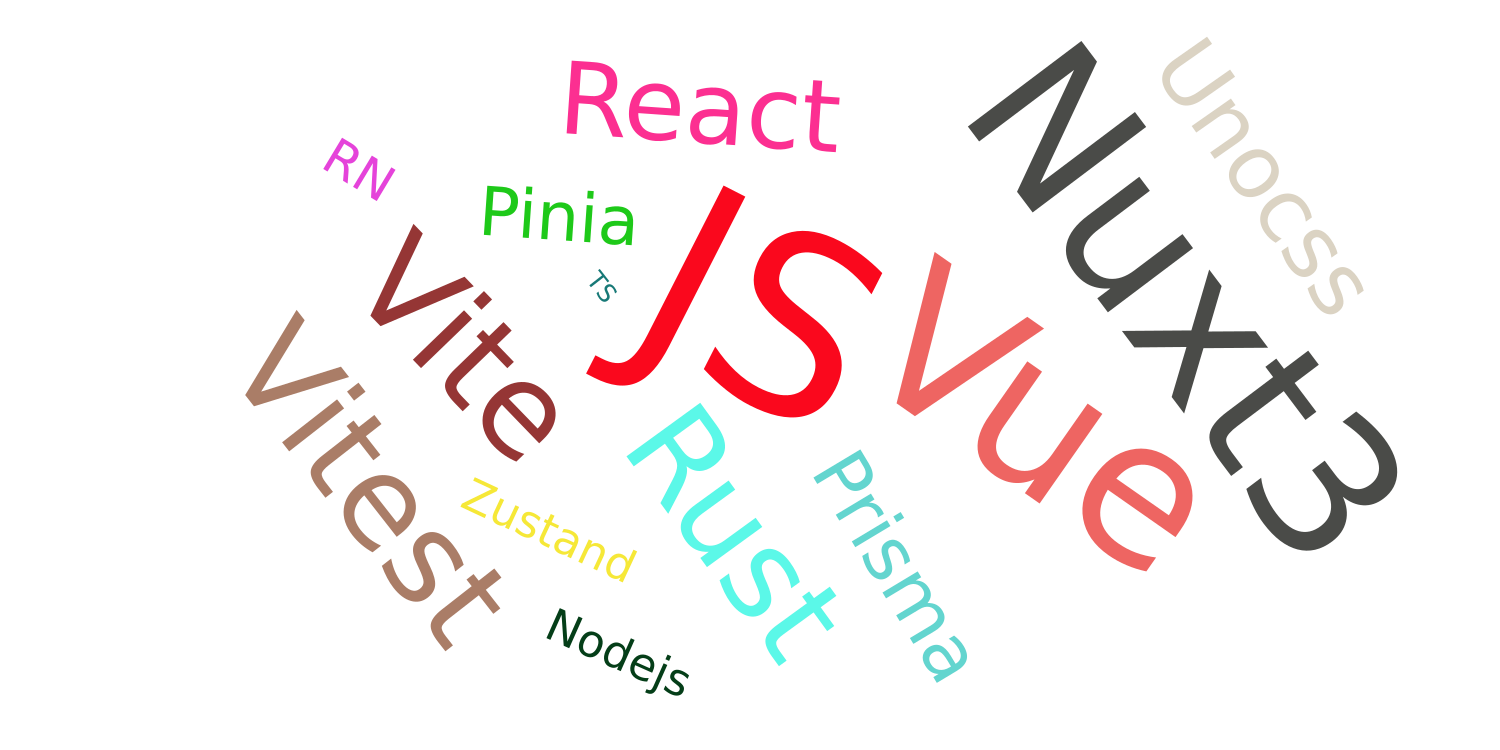 React
Unocss
Nuxt3
RN
Pinia
JS
TS
Vite
Vue
Vitest
Rust
Prisma
Zustand
Nodejs